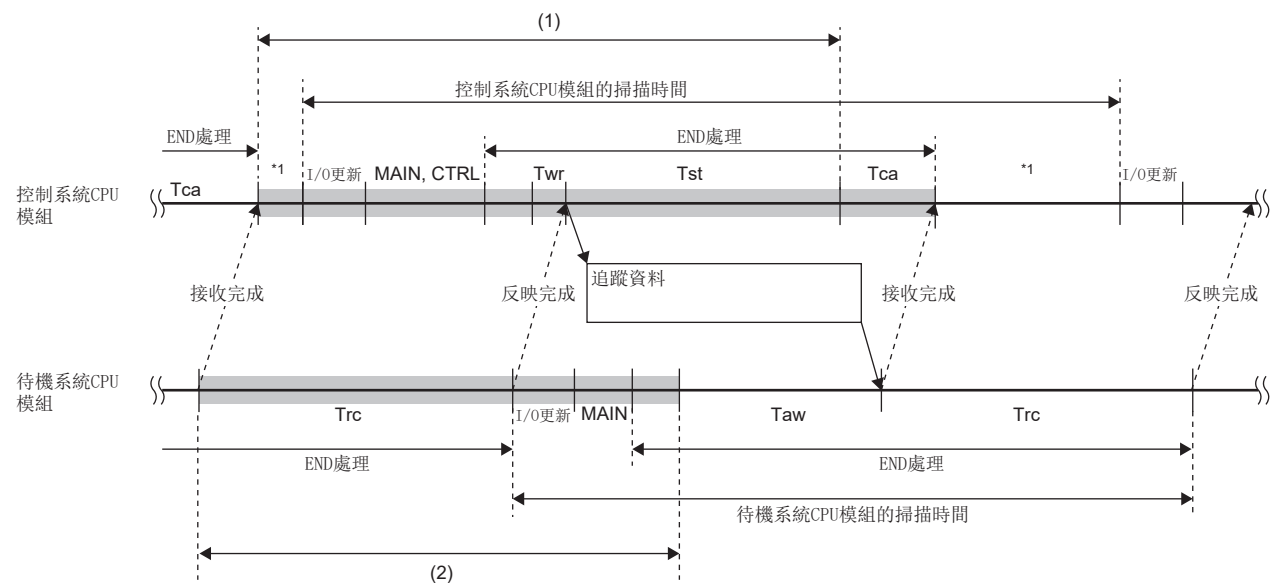 (1)
控制系統CPU模組的掃描時間
END處理
END處理
*1
I/O更新
MAIN, CTRL
Twr
Tst
Tca
*1
I/O更新
控制系統CPU
模組
Tca
追蹤資料
接收完成
反映完成
接收完成
反映完成
待機系統CPU
模組
Trc
I/O更新
MAIN
Taw
Trc
END處理
END處理
待機系統CPU模組的掃描時間
(2)